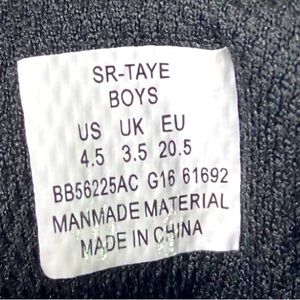 SR-TAYE
BOYS
US UK EU
4.5 3.5 20.5
BB56225AC G16 61692
MANMADE MATERIAL
MADE IN CHINA